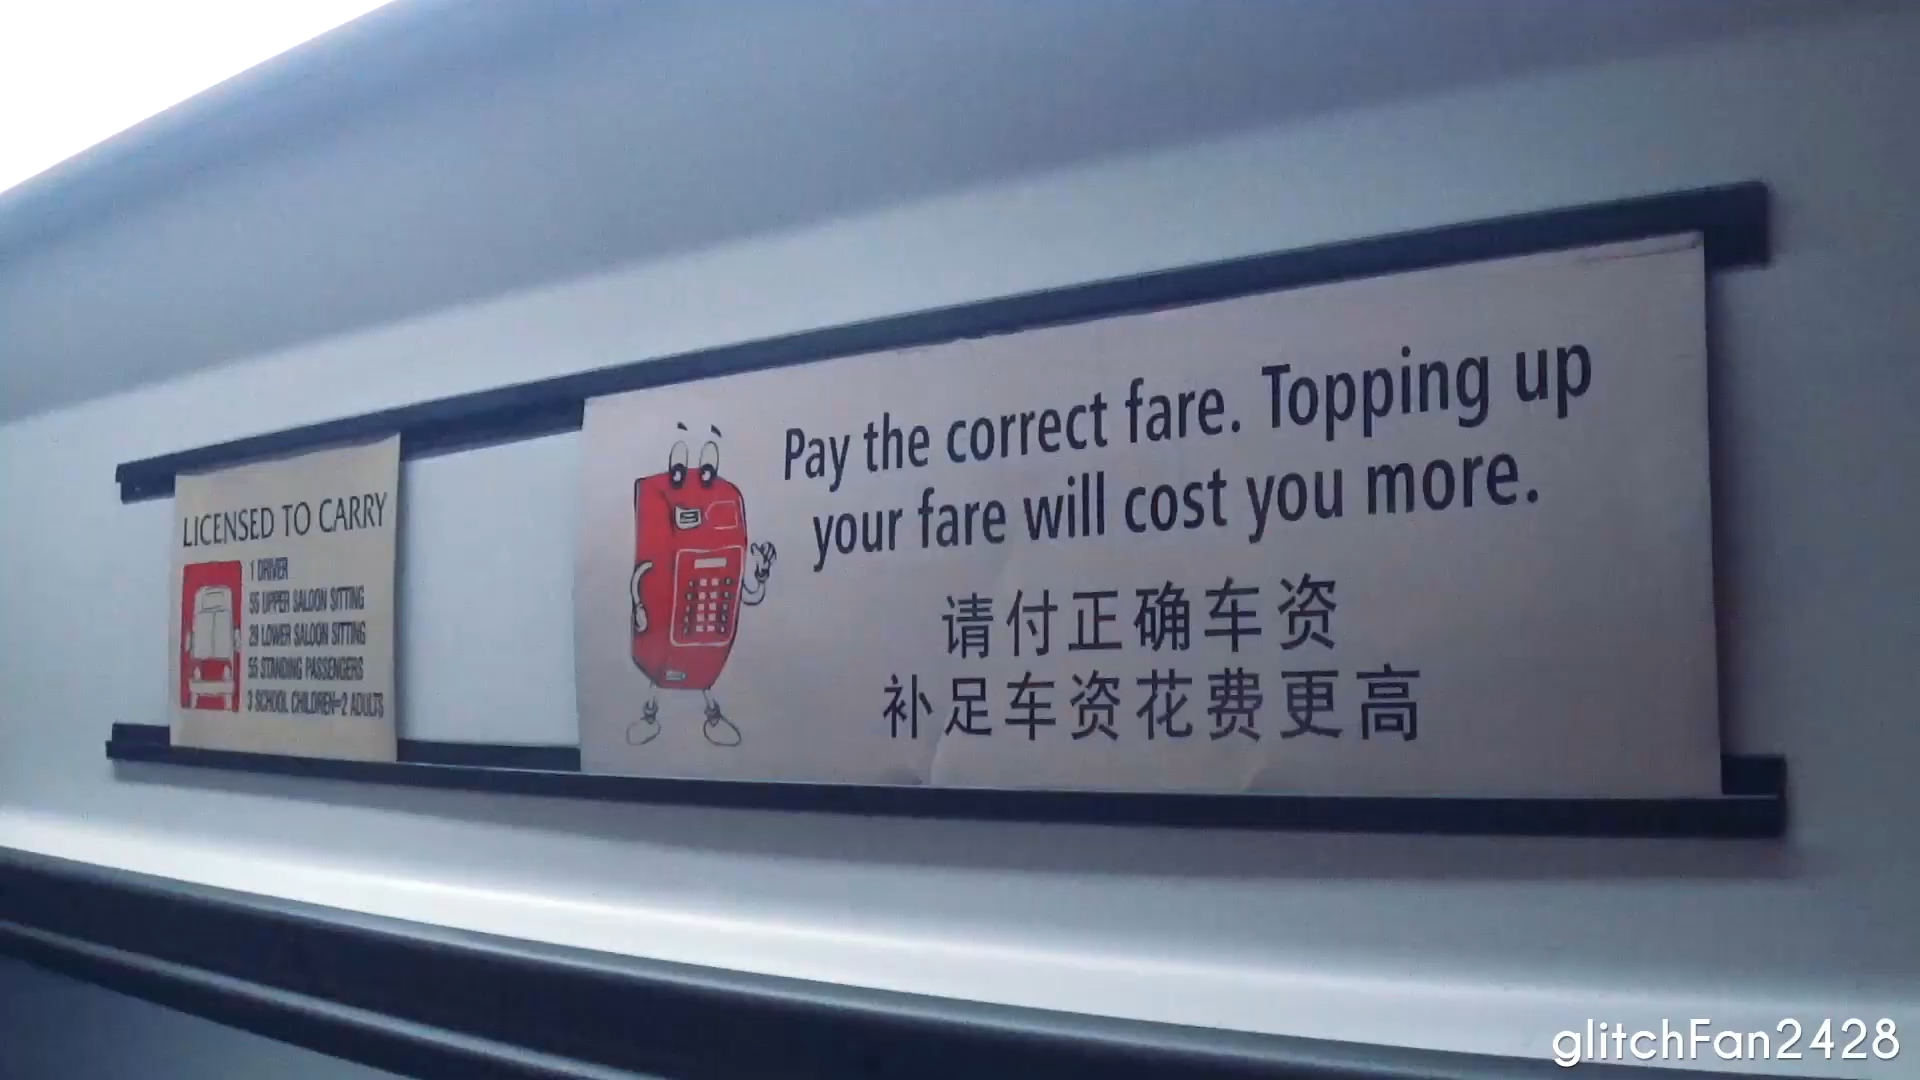 LICENSED TO CARRY
1 DRIVER
55 UPPER SALOON SITTING
29 LOWER SALOON SITTING
55 STANDING PASSENGERS
3 SCHOOL CHILDREN=2 ADULTS
Pay the correct fare. Topping up
your fare will cost you more.
请付正确车资
补足车资花费更高
glitchFan2428